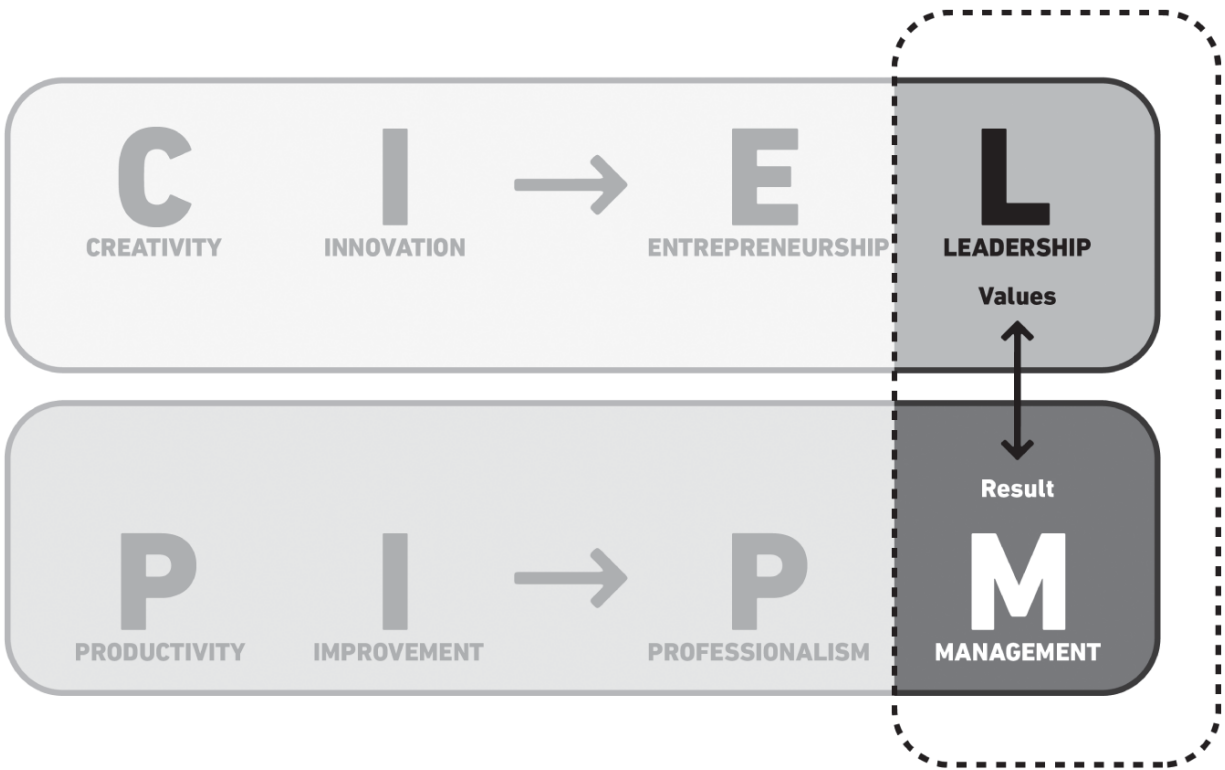 C I → E L
CREATIVITY INNOVATION ENTREPRENEURSHIP LEADERSHIP
Values
Result
P I → P M
PRODUCTIVITY IMPROVEMENT PROFESSIONALISM MANAGEMENT